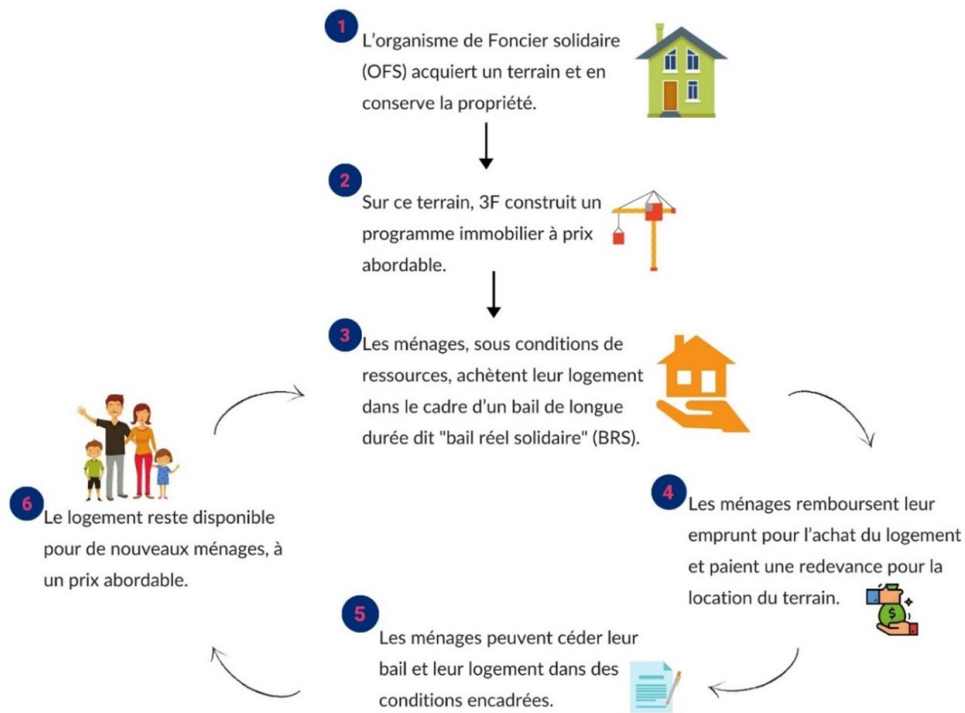 1
L'organisme de Foncier solidaire
(OFS) acquiert un terrain et en
conserve la propriété.
2
Sur ce terrain, 3F construit un
programme immobilier à prix
abordable.
3
Les ménages, sous conditions de
ressources, achètent leur logement
dans le cadre d'un bail de longue
durée dit "bail réel solidaire" (BRS).
4
Les ménages remboursent leur
emprunt pour l'achat du logement
et paient une redevance pour la
location du terrain.
$
5
Les ménages peuvent céder leur
bail et leur logement dans des
conditions encadrées.
6
Le logement reste disponible
pour de nouveaux ménages, à
un prix abordable.